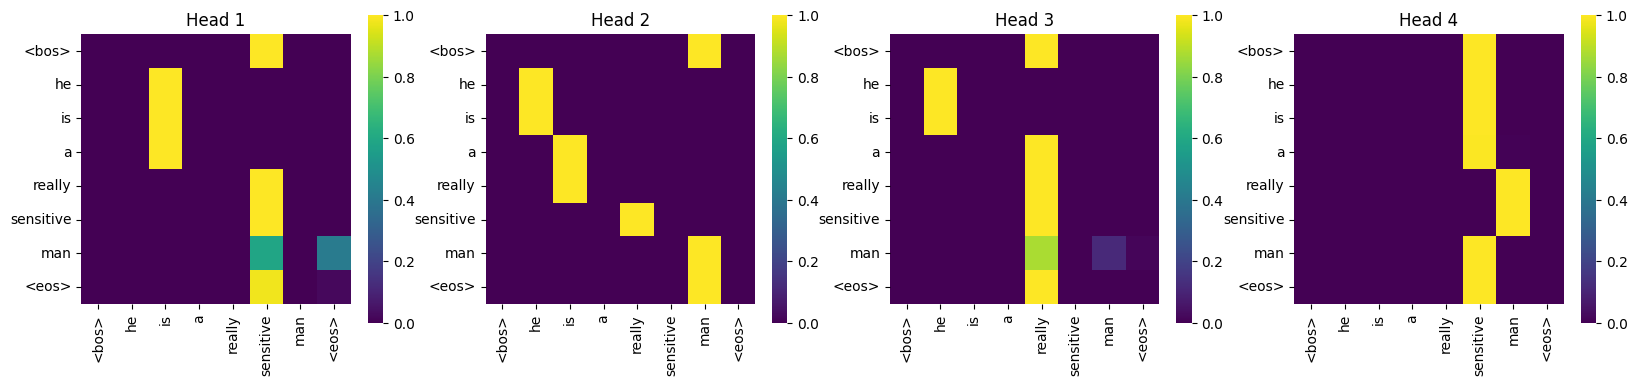 Head 1
<bos>
he
is
a
really
sensitive
man
<eos>
<bos>
he
is
a
really
sensitive
man
<eos>
1.0
0.8
0.6
0.4
0.2
0.0
Head 2
<bos>
he
is
a
really
sensitive
man
<eos>
<bos>
he
is
a
really
sensitive
man
<eos>
1.0
0.8
0.6
0.4
0.2
0.0
Head 3
<bos>
he
is
a
really
sensitive
man
<eos>
<bos>
he
is
a
really
sensitive
man
<eos>
1.0
0.8
0.6
0.4
0.2
0.0
Head 4
<bos>
he
is
a
really
sensitive
man
<eos>
<bos>
he
is
a
really
sensitive
man
<eos>
1.0
0.8
0.6
0.4
0.2
0.0